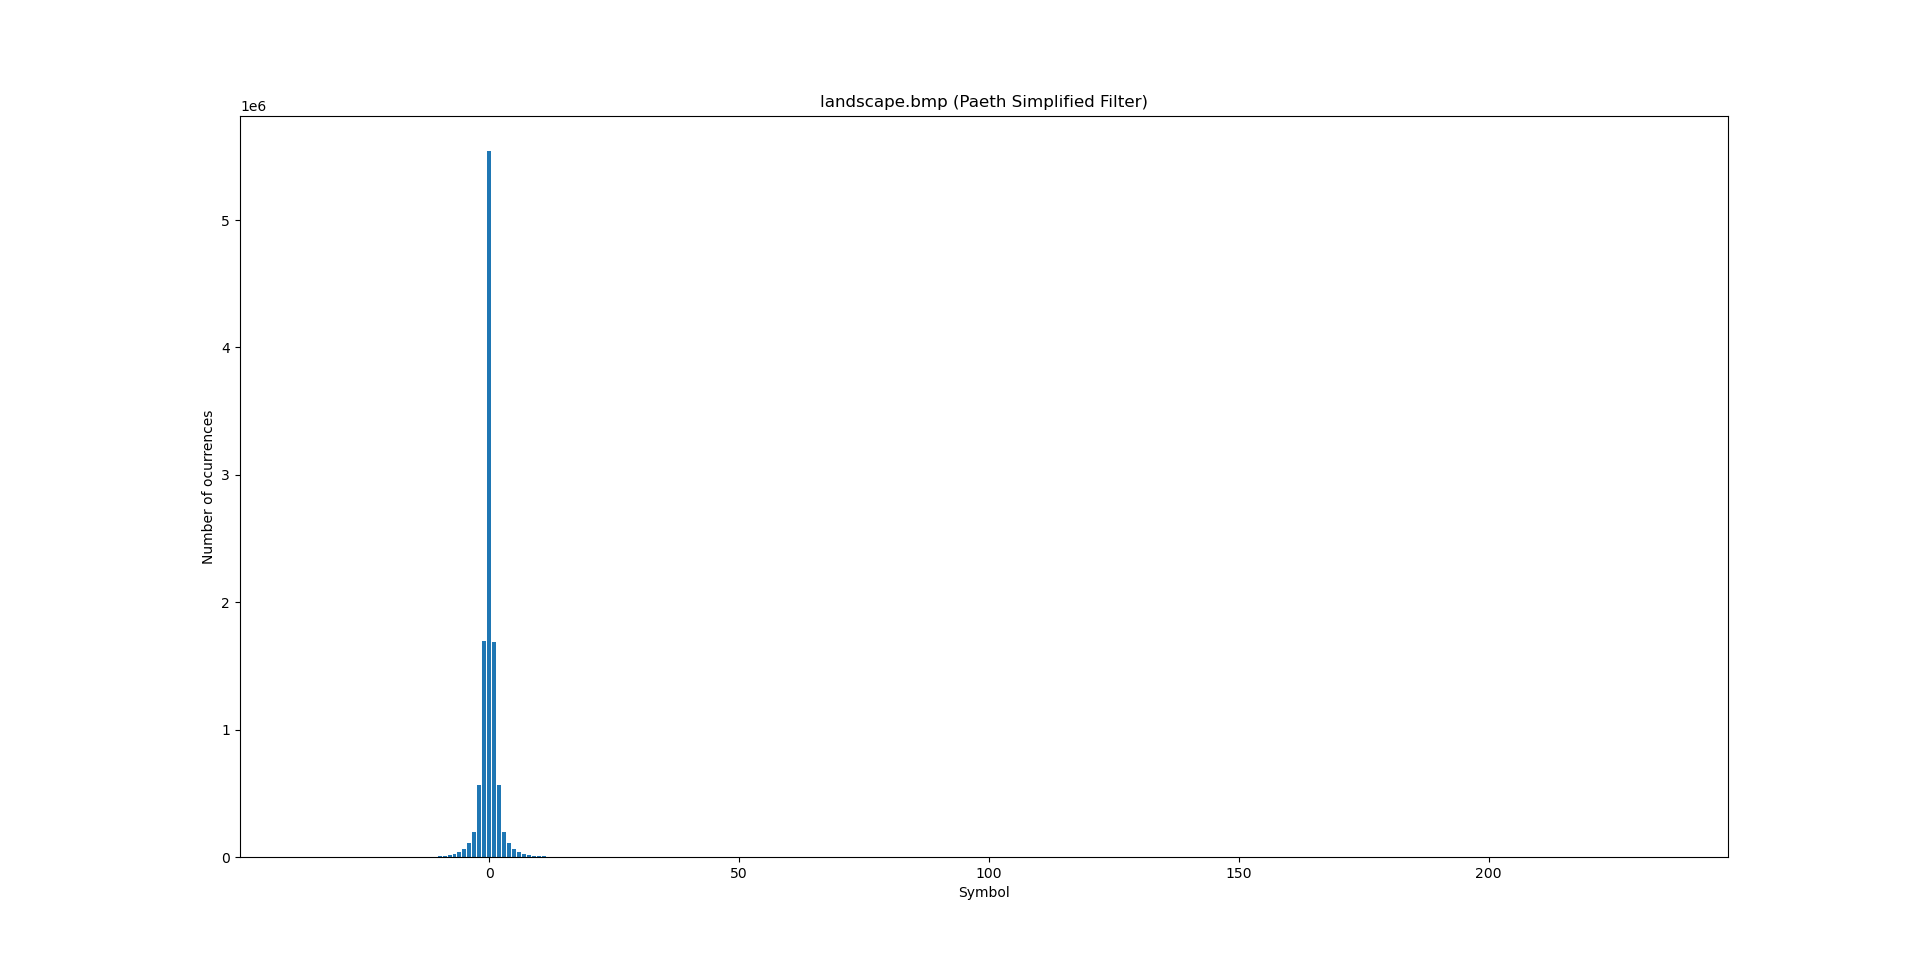 landscape.bmp (Paeth Simplified Filter)
1e6
5
4
3
2
1
0
Number of ocurrences
0 50 100 150 200
Symbol